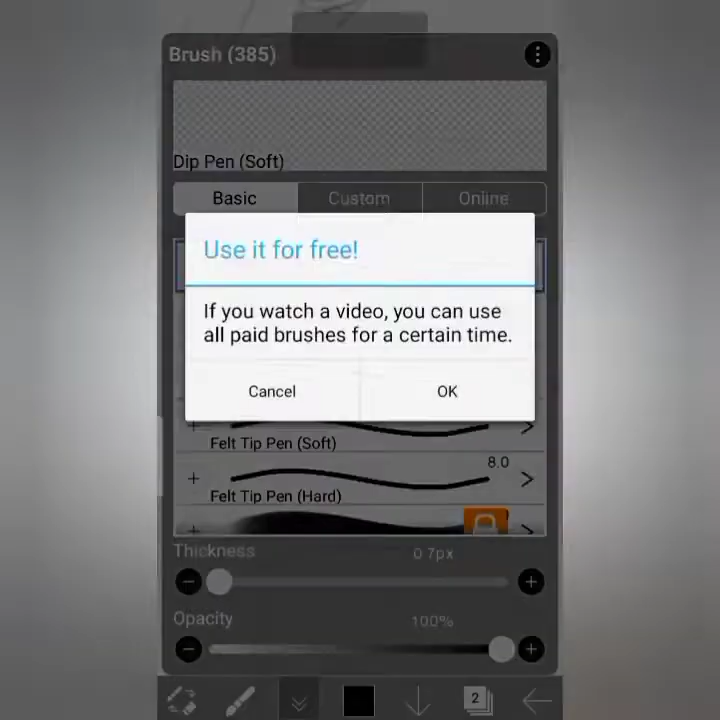 Brush (385)
Dip Pen (Soft)
Basic
Custom
Online
Use it for free!
If you watch a video, you can use
all paid brushes for a certain time.
Cancel
OK
Felt Tip Pen (Soft)
8.0
Felt Tip Pen (Hard)
Thickness
0.7px
Opacity
100%
2